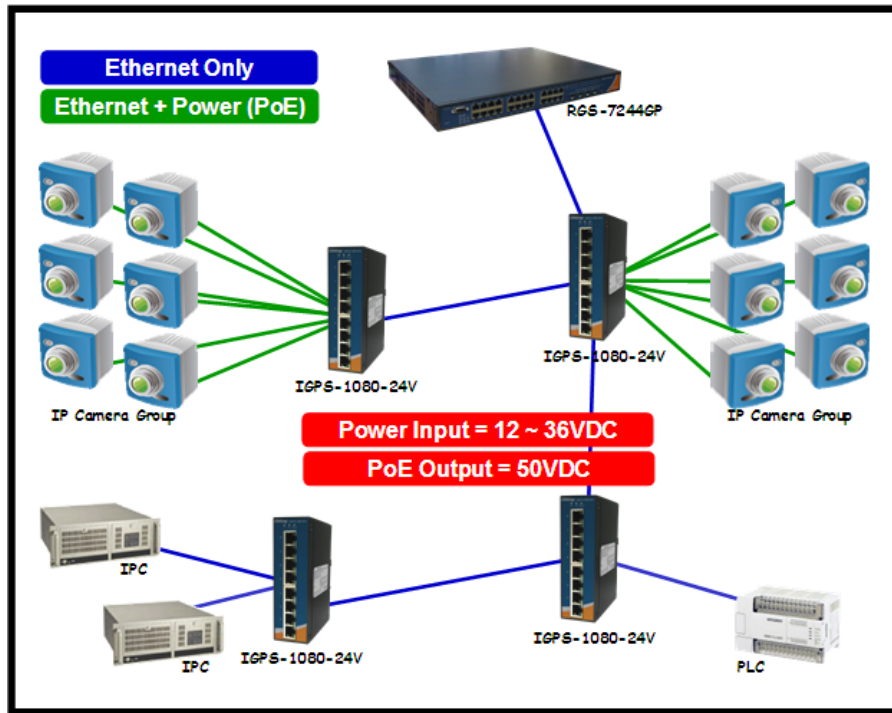 Ethernet Only
Ethernet + Power (PoE)
RGS-7244GP
IGPS-1080-24V
IGPS-1080-24V
IP Camera Group
IP Camera Group
Power Input = 12 ~ 36VDC
PoE Output = 50VDC
IPC
IPC
IGPS-1080-24V
IGPS-1080-24V
PLC